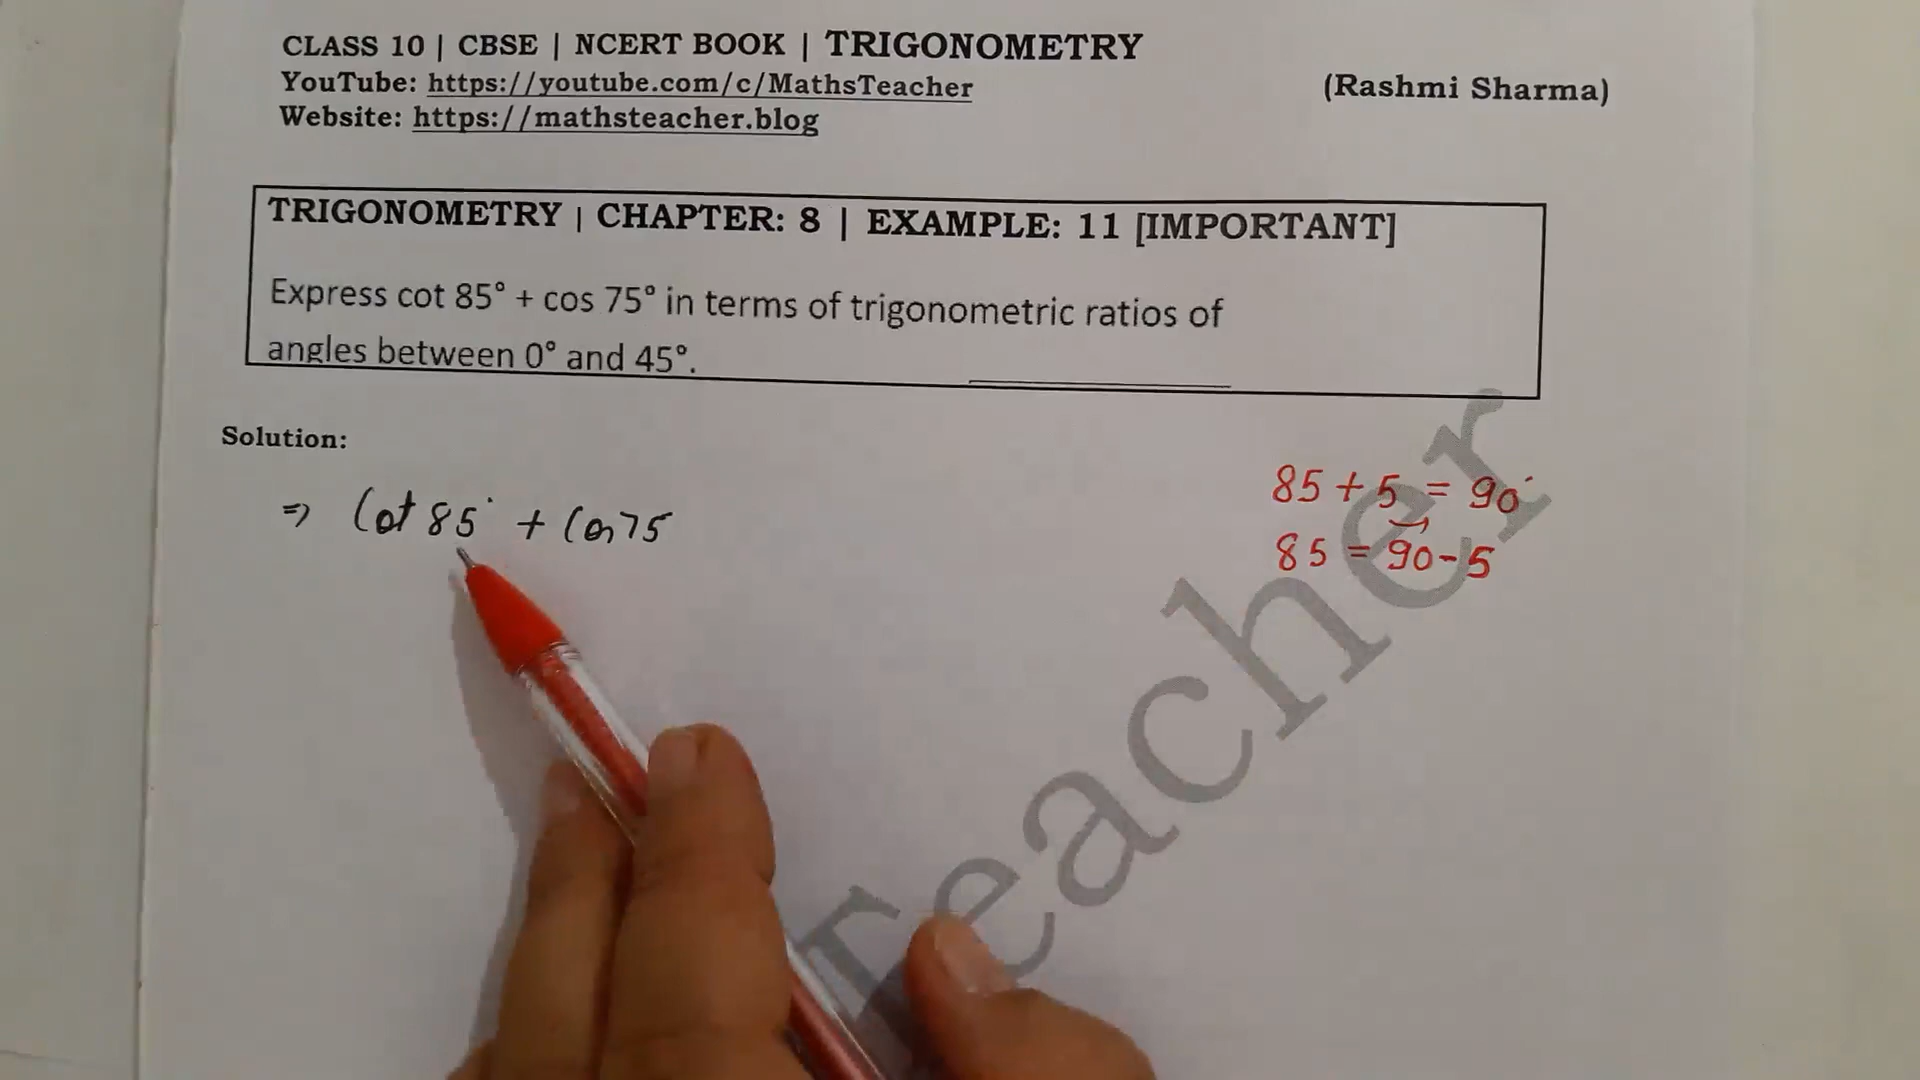 CLASS 10 | CBSE | NCERT BOOK | TRIGONOMETRY
YouTube: https://youtube.com/c/MathsTeacher
(Rashmi Sharma)
Website: https://mathsteacher.blog
TRIGONOMETRY | CHAPTER: 8 | EXAMPLE: 11 [IMPORTANT]
Express cot 85° + cos 75° in terms of trigonometric ratios of
angles between 0° and 45°.
Solution:
⇒ Cot 85° + Cos 75
85 + 5 = 90°
85 = 90 - 5
Teacher